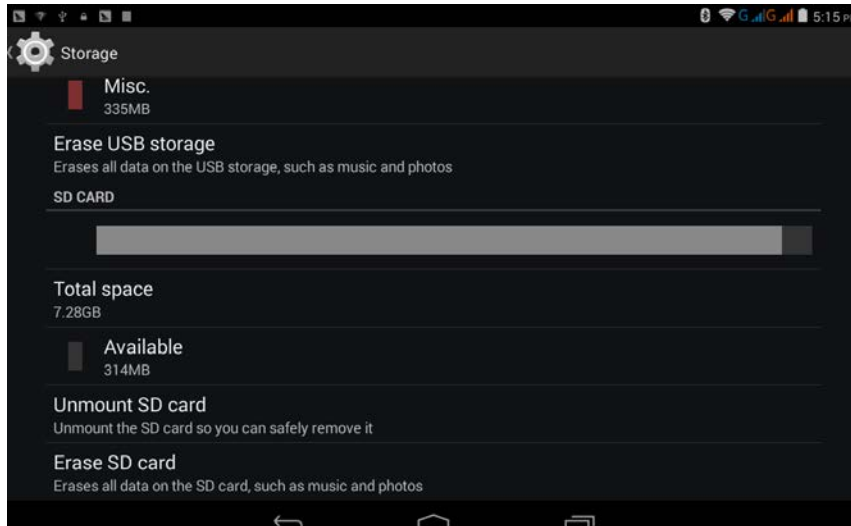 G G 5:15 P
Storage
Misc.
335MB
Erase USB storage
Erases all data on the USB storage, such as music and photos
SD CARD
Total space
7.28GB
Available
314MB
Unmount SD card
Unmount the SD card so you can safely remove it
Erase SD card
Erases all data on the SD card, such as music and photos